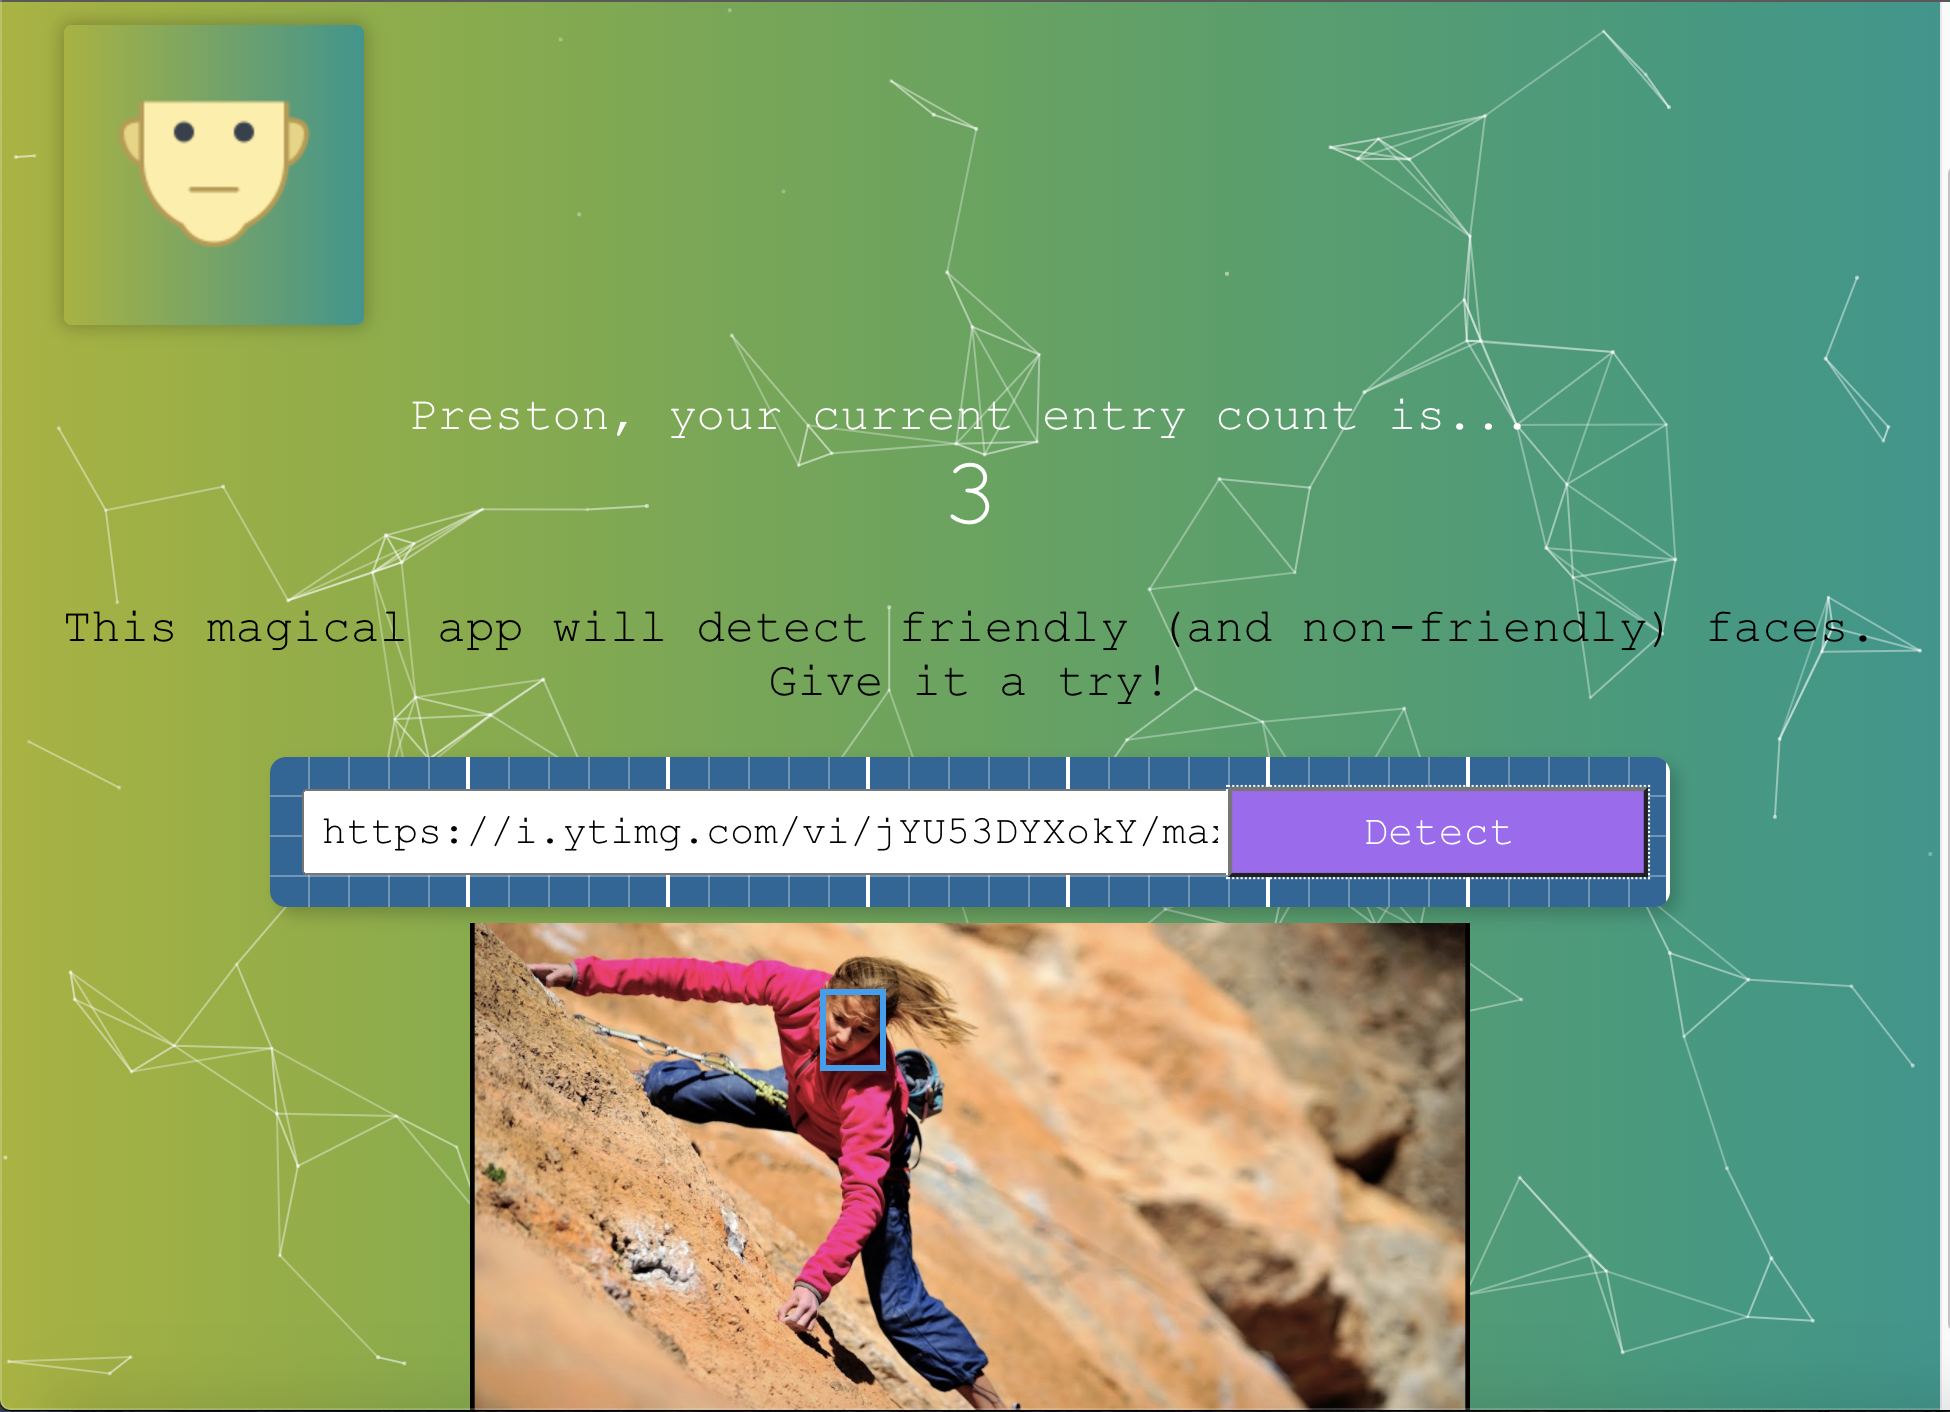 Preston, your current entry count is...
3
This magical app will detect friendly (and non-friendly) faces.
Give it a try!
https://i.ytimg.com/vi/jYU53DYXokY/max
Detect